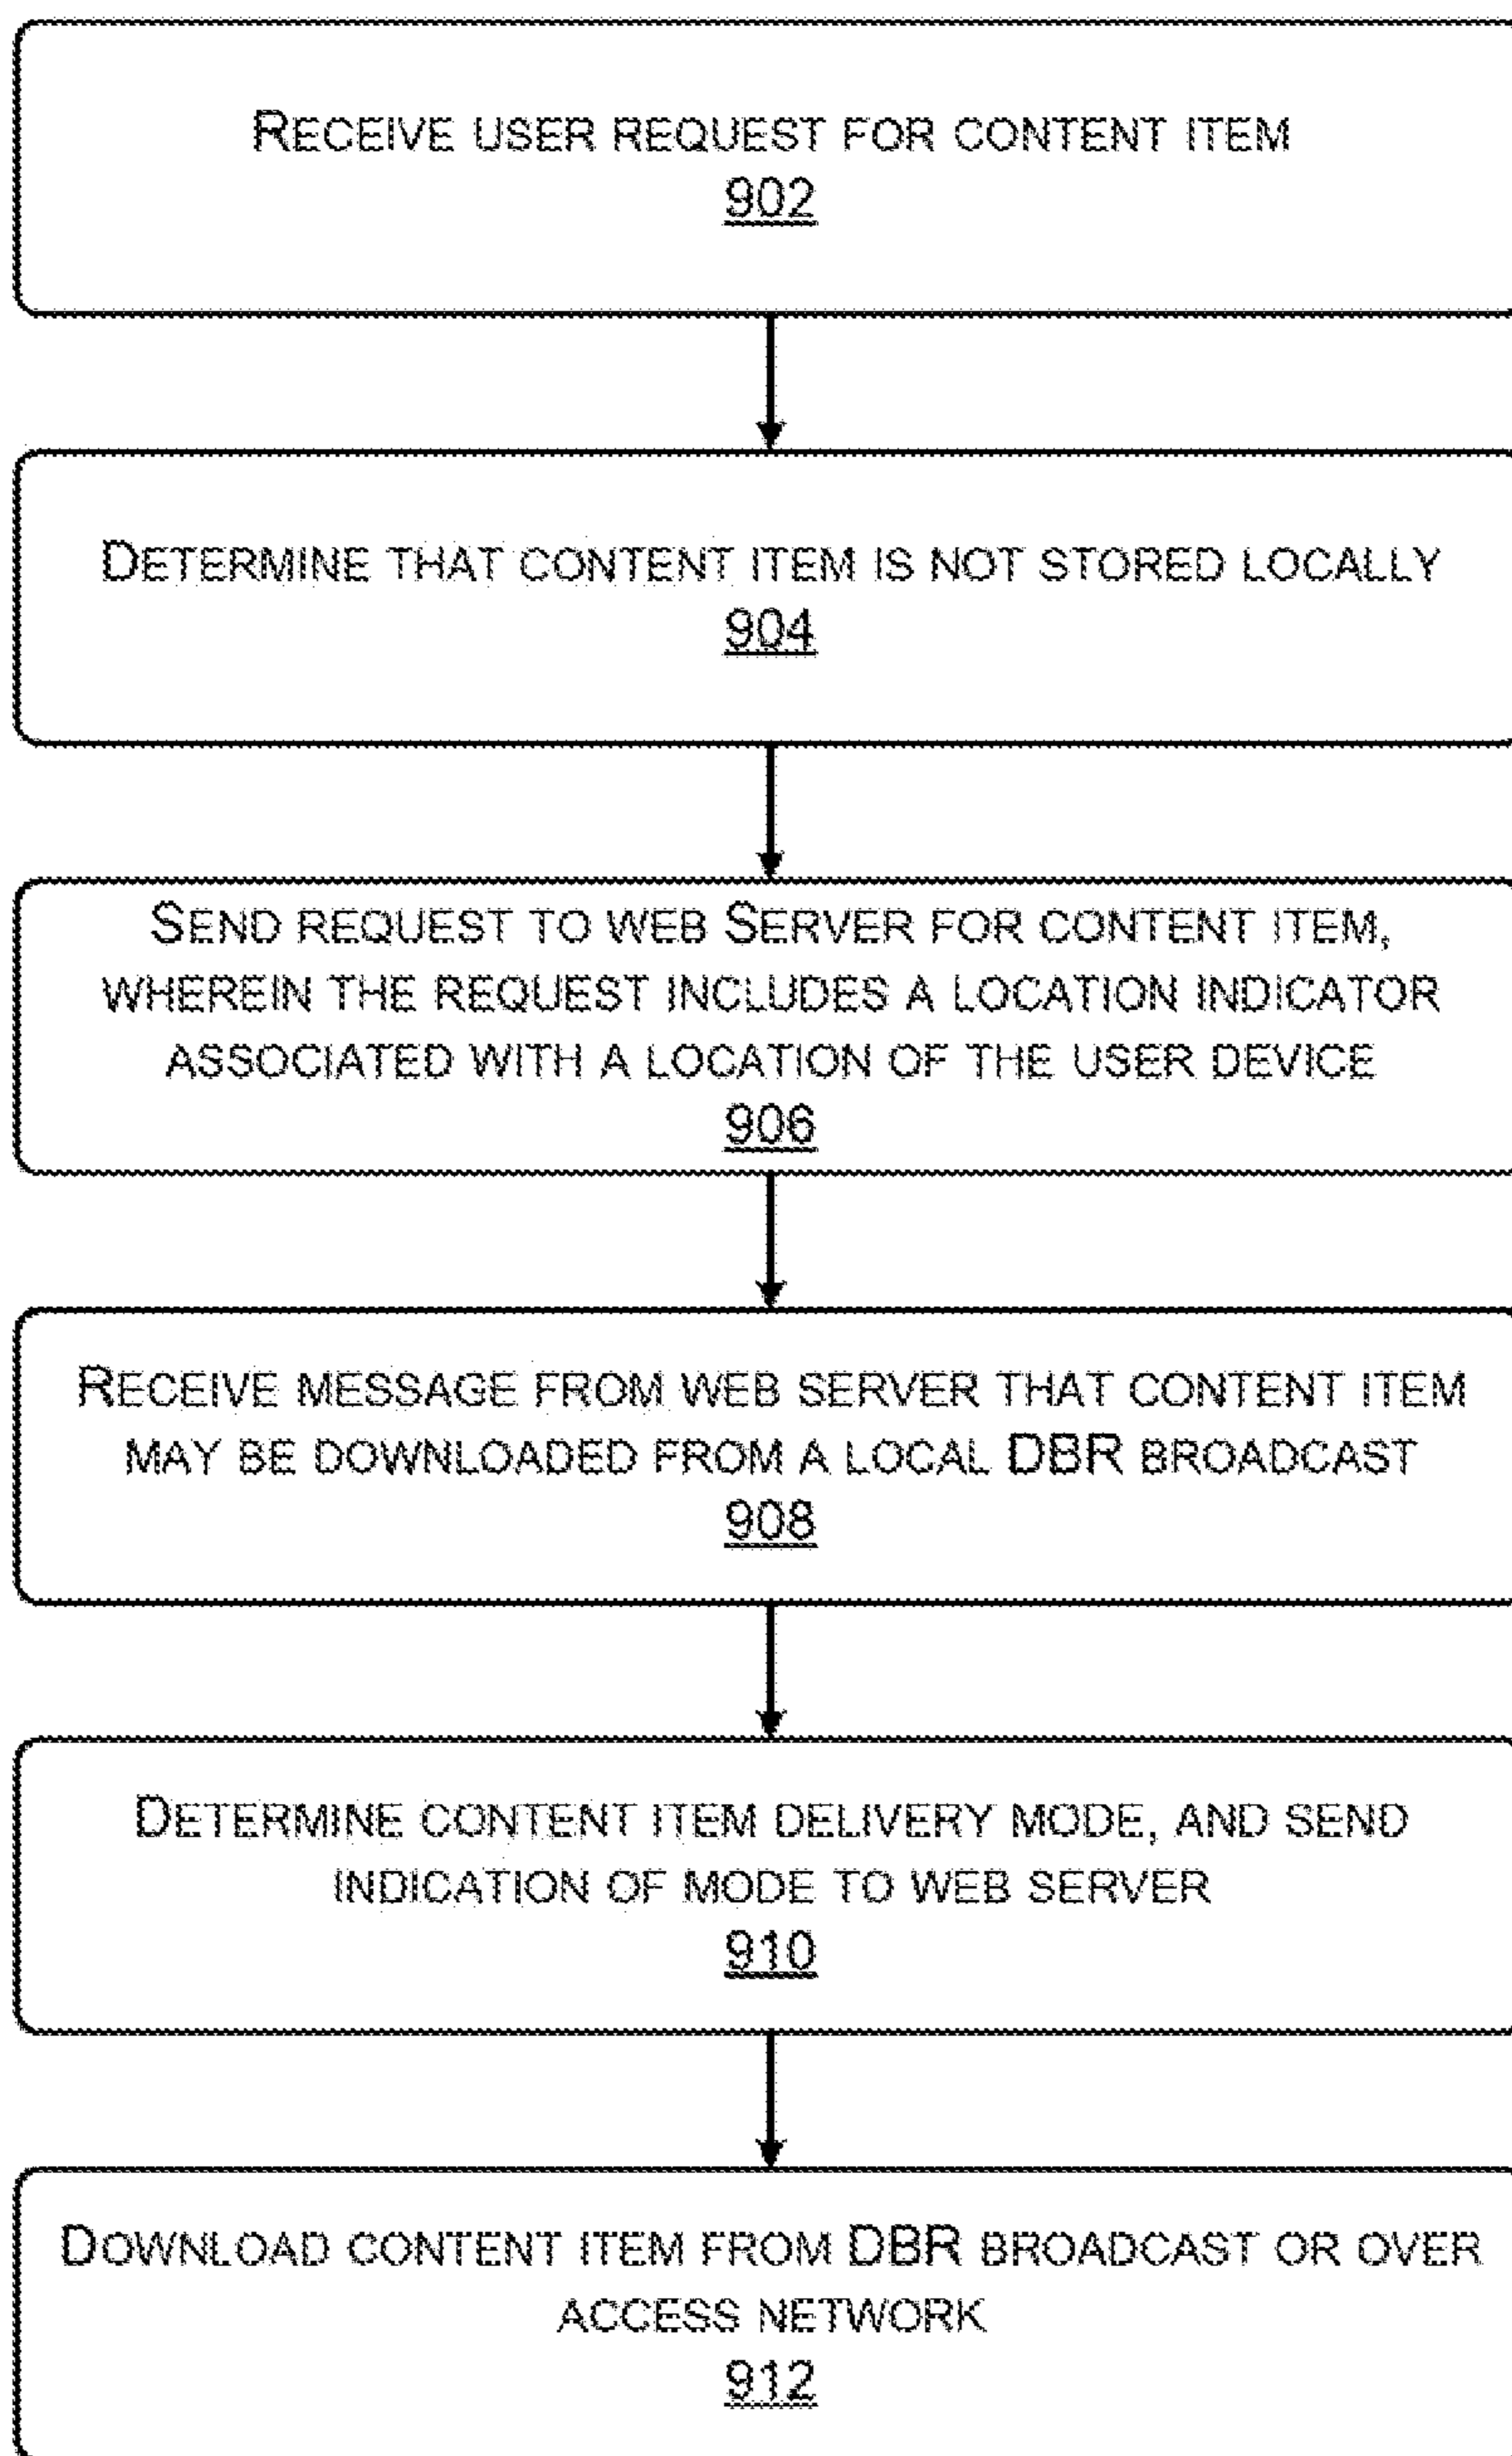 RECEIVE USER REQUEST FOR CONTENT ITEM
902
DETERMINE THAT CONTENT ITEM IS NOT STORED LOCALLY
904
SEND REQUEST TO WEB SERVER FOR CONTENT ITEM,
WHEREIN THE REQUEST INCLUDES A LOCATION INDICATOR
ASSOCIATED WITH A LOCATION OF THE USER DEVICE
906
RECEIVE MESSAGE FROM WEB SERVER THAT CONTENT ITEM
MAY BE DOWNLOADED FROM A LOCAL DBR BROADCAST
908
DETERMINE CONTENT ITEM DELIVERY MODE, AND SEND
INDICATION OF MODE TO WEB SERVER
910
DOWNLOAD CONTENT ITEM FROM DBR BROADCAST OR OVER
ACCESS NETWORK
912